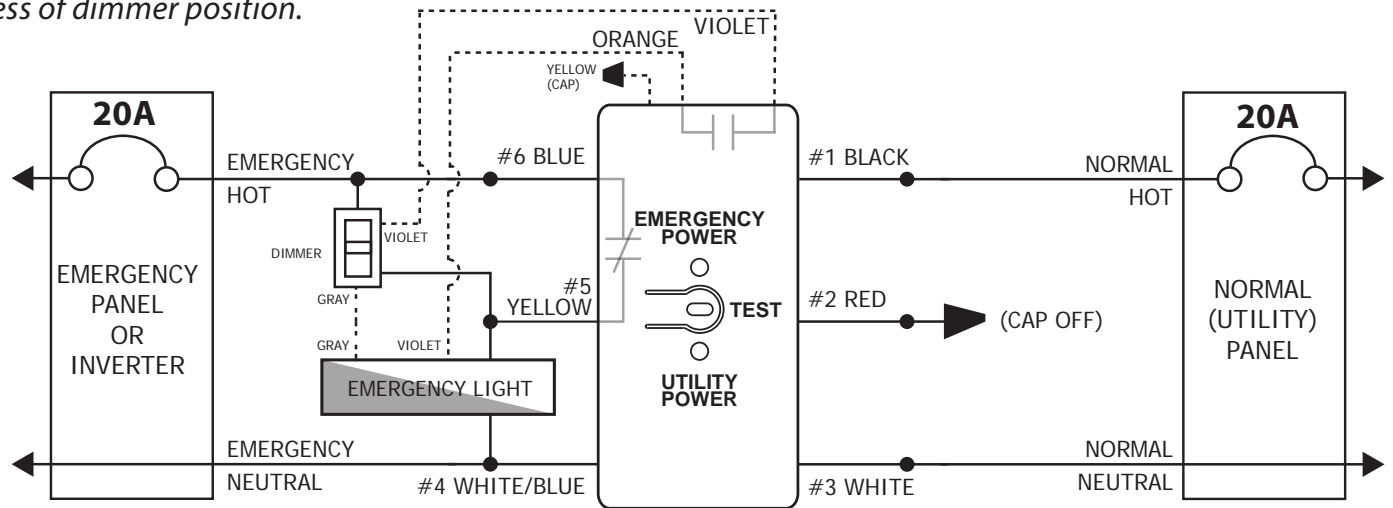 ess of dimmer position.
VIOLET
ORANGE
YELLOW
(CAP)
20A
20A
EMERGENCY
HOT
#6 BLUE
#1 BLACK
NORMAL
HOT
VIOLET
DIMMER
GRAY
EMERGENCY
POWER
EMERGENCY
PANEL
OR
INVERTER
#5
YELLOW
TEST
#2 RED
(CAP OFF)
NORMAL
(UTILITY)
PANEL
GRAY
VIOLET
EMERGENCY LIGHT
UTILITY
POWER
EMERGENCY
NEUTRAL
#4 WHITE/BLUE
#3 WHITE
NORMAL
NEUTRAL